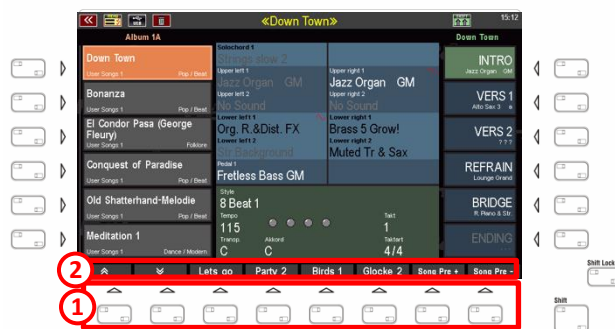 «Down Town»
15:12
Album 1A
Down Town
Down Town
User Songs 1
Pop / Beat
Bonanza
User Songs 1
Pop / Beat
El Condor Pasa (George
Fleury)
User Songs 1
Folklore
Conquest of Paradise
User Songs 1
Pop / Beat
Old Shatterhand-Melodie
User Songs 1
Pop / Beat
Meditation 1
User Songs 1
Dance / Modern
Solochord 1
Strings slow 2
Upper left 1
Jazz Organ GM
Upper left 2
No Sound
Upper right 1
Jazz Organ GM
Upper right 2
No Sound
Lower left 1
Org. R.&Dist. FX
Lower left 2
Str Background
Lower right 1
Brass 5 Growl
Lower right 2
Muted Tr & Sax
Pedal 1
Fretless Bass GM
Style
8 Beat 1
Tempo
115
Takt
1
Transp.
C
Akkord
C
Taktart
4/4
INTRO
Jazz Organ GM
VERS 1
Alto Sax 3
VERS 2
???
REFRAIN
Lounge Grand
BRIDGE
R. Piano & Str.
ENDING
2
Lets go
Party 2
Birds 1
Glocke 2
Song Pre +
Song Pre -
1
Shift Lock
Shift